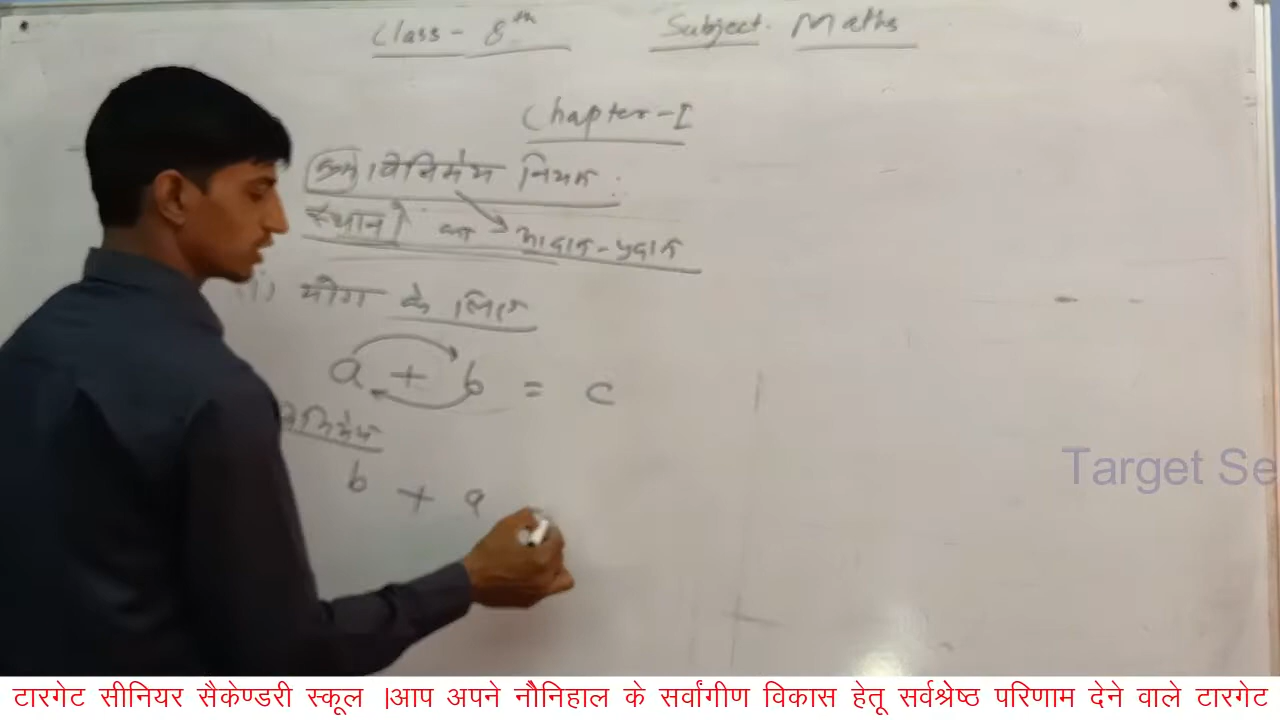 Class - 8th Subject - Maths
Chapter - I
क्रम विनिमेय नियम :
स्थानों का आदान - प्रदान
(i) योग के लिए
a + b = c
विनिमेय
b + a
Target Se
टारगेट सीनियर सैकेण्डरी स्कूल ।आप अपने नौनिहाल के सर्वांगीण विकास हेतू सर्वश्रेष्ठ परिणाम देने वाले टारगेट